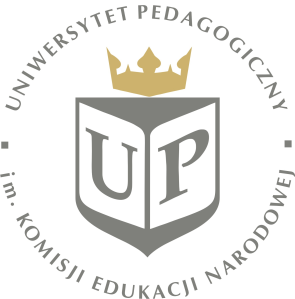 UNIWERSYTET PEDAGOGICZNY
UP
im. KOMISJI EDUKACJI NARODOWEJ